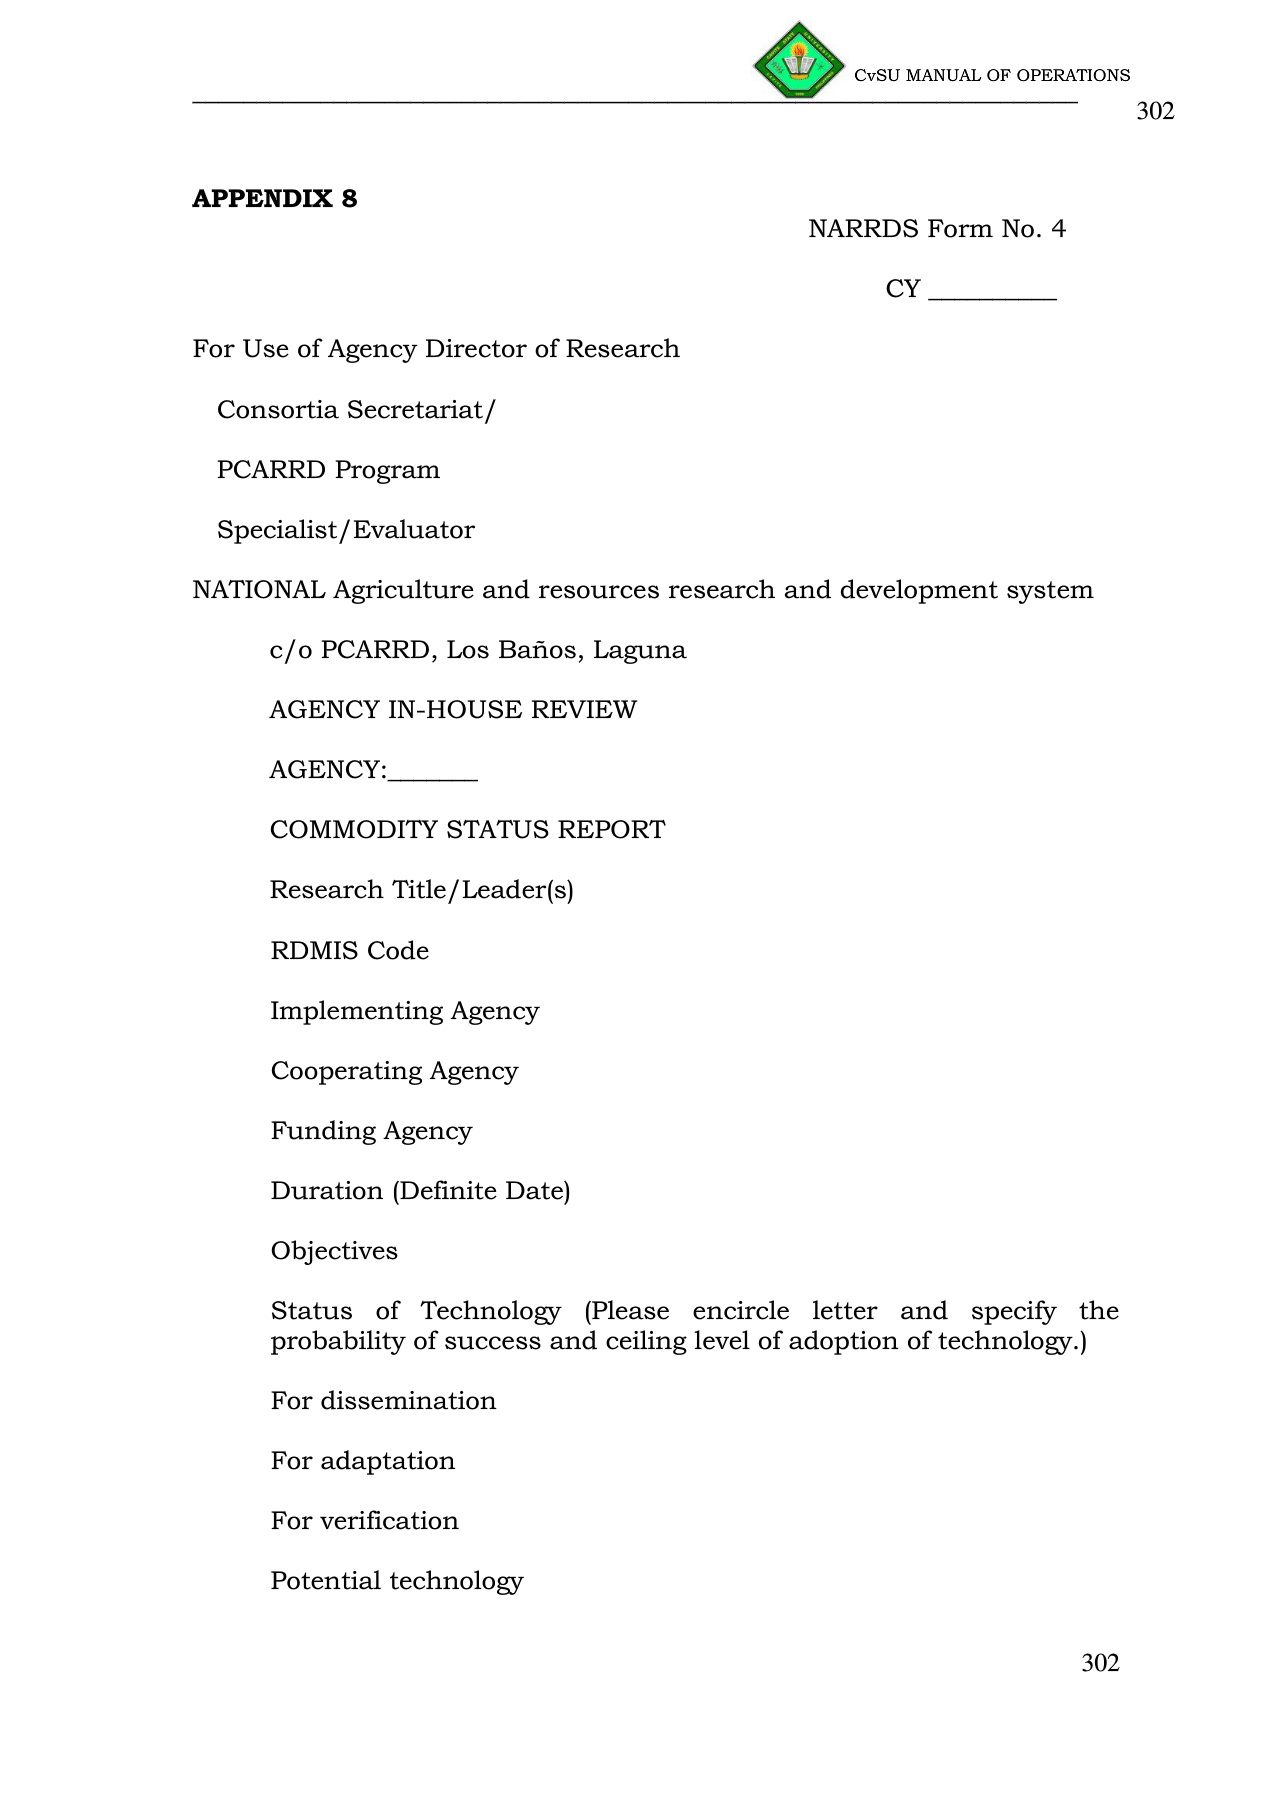 CvSU MANUAL OF OPERATIONS
302
APPENDIX 8
NARRDS Form No. 4
CY __________
For Use of Agency Director of Research
Consortia Secretariat/
PCARRD Program
Specialist/Evaluator
NATIONAL Agriculture and resources research and development system
c/o PCARRD, Los Baños, Laguna
AGENCY IN-HOUSE REVIEW
AGENCY:_______
COMMODITY STATUS REPORT
Research Title/Leader(s)
RDMIS Code
Implementing Agency
Cooperating Agency
Funding Agency
Duration (Definite Date)
Objectives
Status of Technology (Please encircle letter and specify the
probability of success and ceiling level of adoption of technology.)
For dissemination
For adaptation
For verification
Potential technology
302